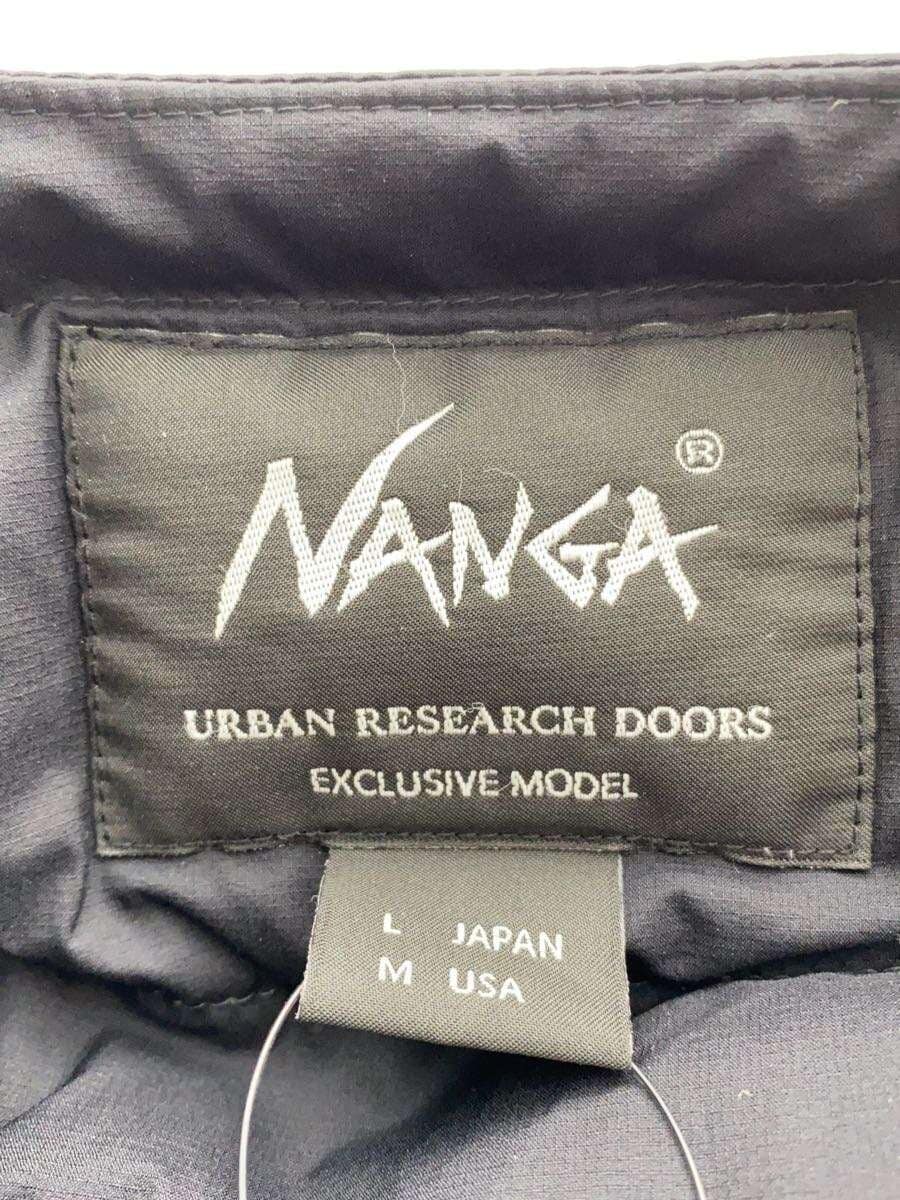 NANGA®
URBAN RESEARCH DOORS
EXCLUSIVE MODEL
L JAPAN
M USA